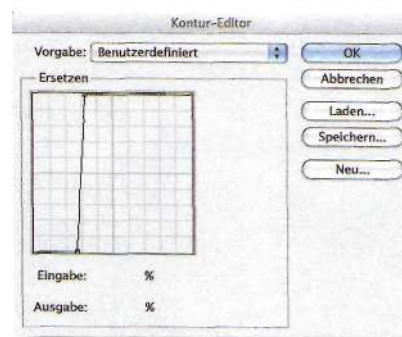 Kontur-Editor
Vorgabe: Benutzerdefiniert
OK
Abbrechen
Laden...
Speichern...
Neu...
Ersetzen
Eingabe: %
Ausgabe: %